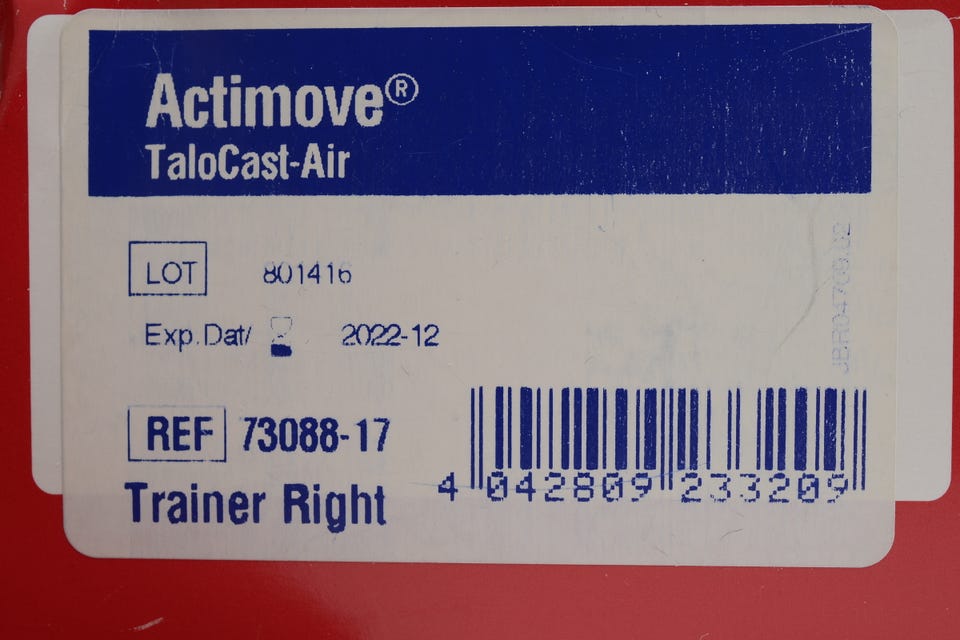 Actimove®
TaloCast-Air
LOT 801416
Exp.Dat/ 2022-12
REF 73088-17
Trainer Right
4 042809 233209